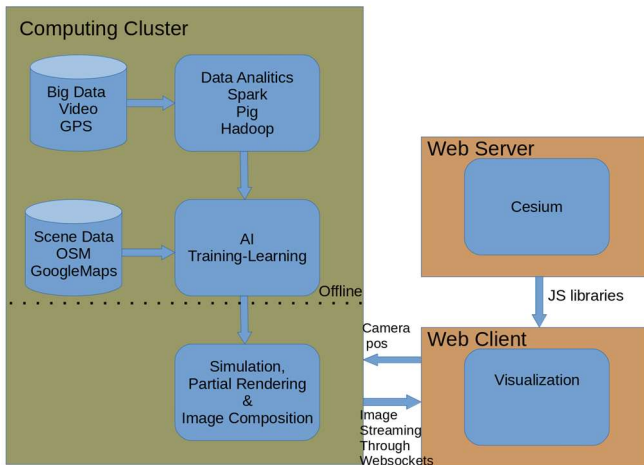 Computing Cluster
Big Data
Video
GPS
Data Analitics
Spark
Pig
Hadoop
Scene Data
OSM
GoogleMaps
AI
Training-Learning
Offline
Simulation,
Partial Rendering
&
Image Composition
Web Server
Cesium
JS libraries
Camera
pos
Web Client
Visualization
Image
Streaming
Through
Websockets